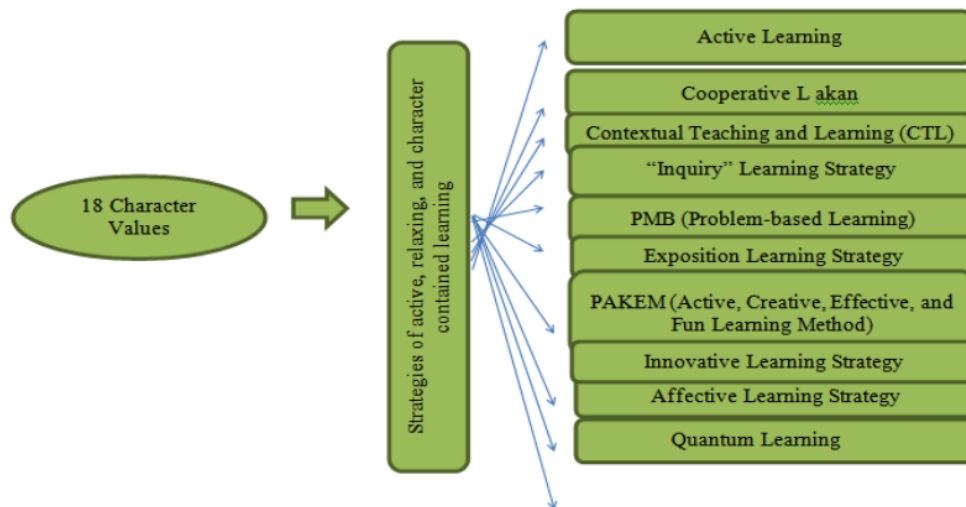 18 Character
Values
Strategies of active, relaxing, and character
contained learning
Active Learning
Cooperative L akan
Contextual Teaching and Learning (CTL)
“Inquiry” Learning Strategy
PMB (Problem-based Learning)
Exposition Learning Strategy
PAKEM (Active, Creative, Effective, and
Fun Learning Method)
Innovative Learning Strategy
Affective Learning Strategy
Quantum Learning